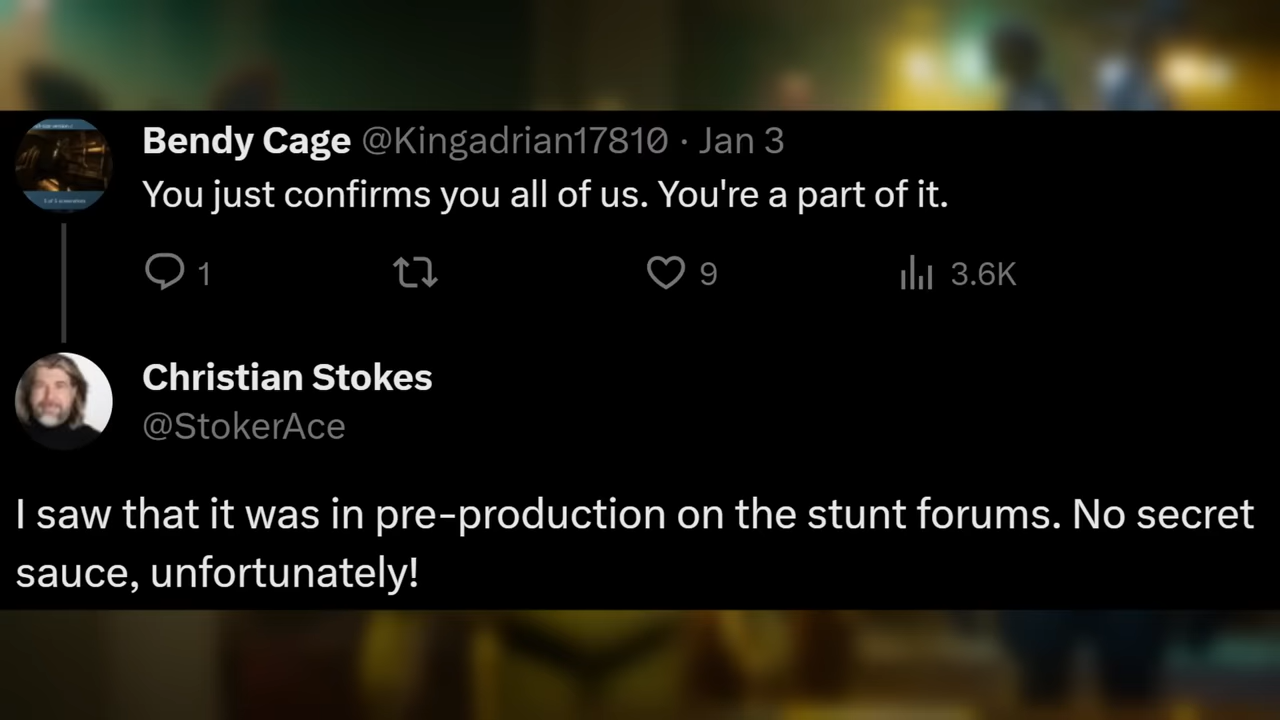 Bendy Cage @Kingadrian17810 · Jan 3
You just confirms you all of us. You're a part of it.
1 9 3.6K
Christian Stokes
@StokerAce
I saw that it was in pre-production on the stunt forums. No secret
sauce, unfortunately!